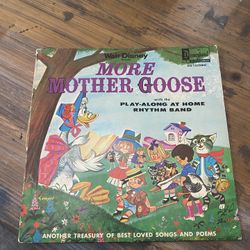 Walt Disney
MORE
MOTHER GOOSE
with the
PLAY-ALONG AT HOME
RHYTHM BAND
ANOTHER TREASURY OF BEST LOVED SONGS AND POEMS